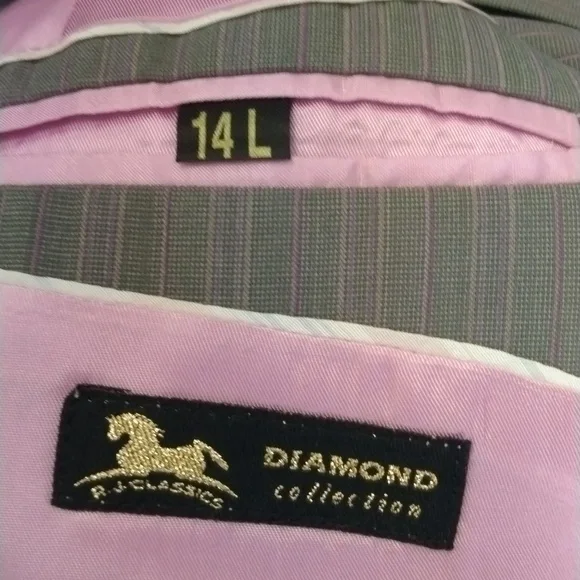 14 L
R.J. CLASSICS
DIAMOND
collection